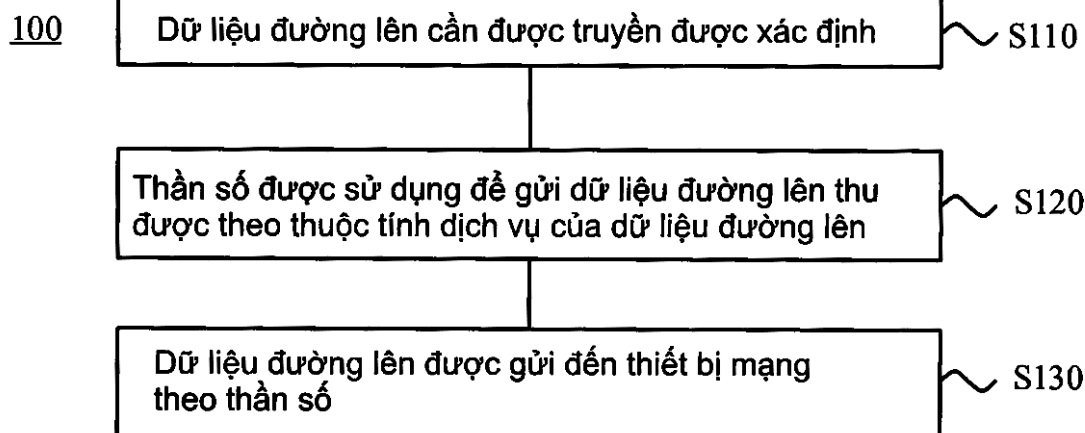 100
Dữ liệu đường lên cần được truyền được xác định
S110
Thần số được sử dụng để gửi dữ liệu đường lên thu
được theo thuộc tính dịch vụ của dữ liệu đường lên
S120
Dữ liệu đường lên được gửi đến thiết bị mạng
theo thần số
S130